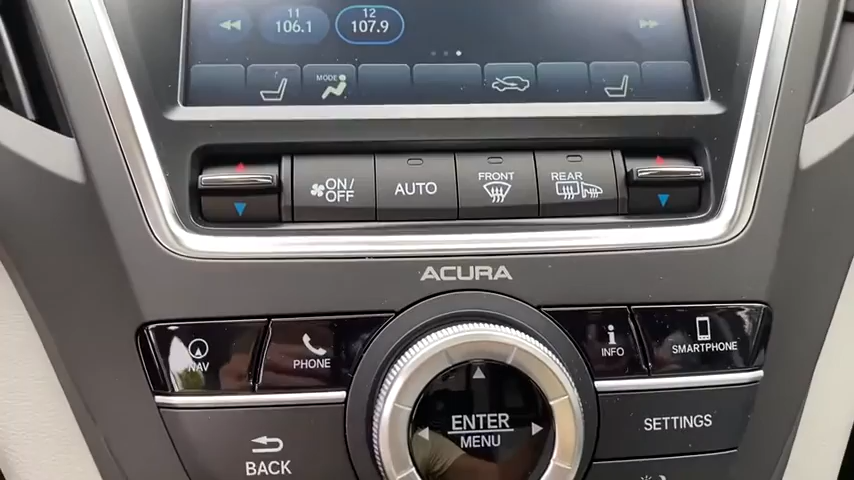 11
106.1
12
107.9
MODE
ON/
OFF
AUTO
FRONT
REAR
ACURA
NAV
PHONE
INFO
SMARTPHONE
ENTER
MENU
SETTINGS
BACK